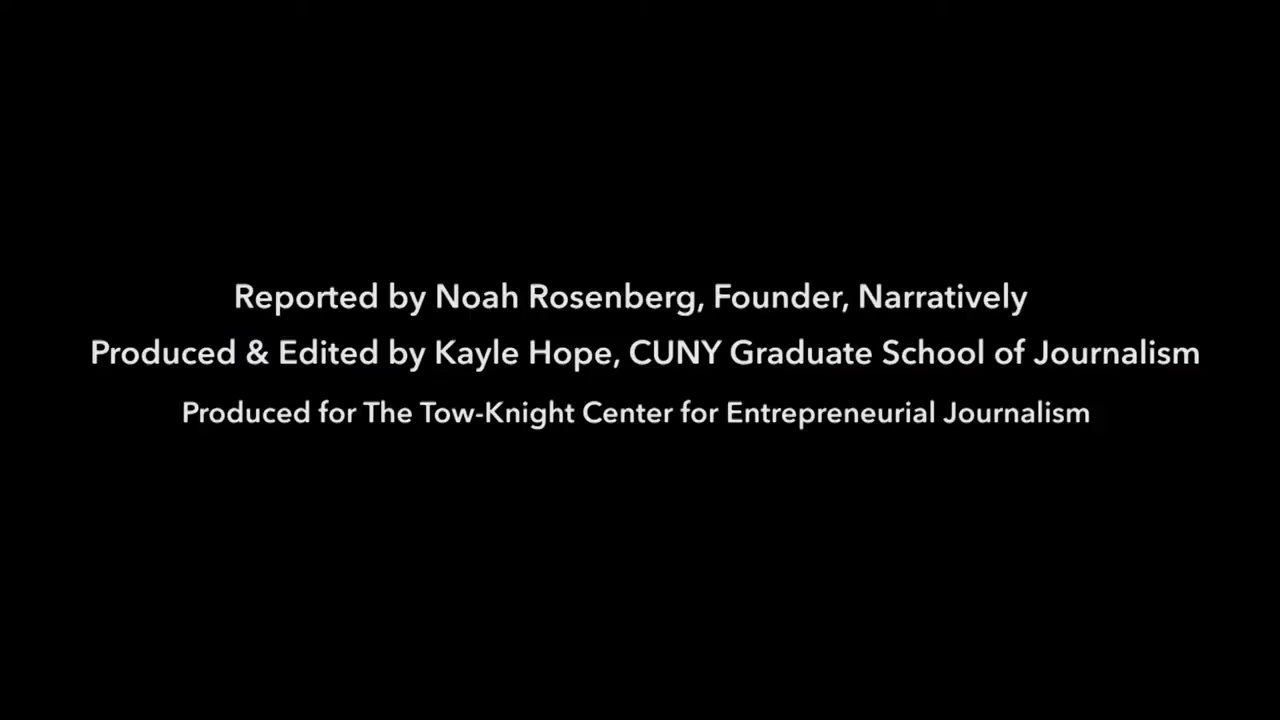 Reported by Noah Rosenberg, Founder, Narratively
Produced & Edited by Kayle Hope, CUNY Graduate School of Journalism
Produced for The Tow-Knight Center for Entrepreneurial Journalism